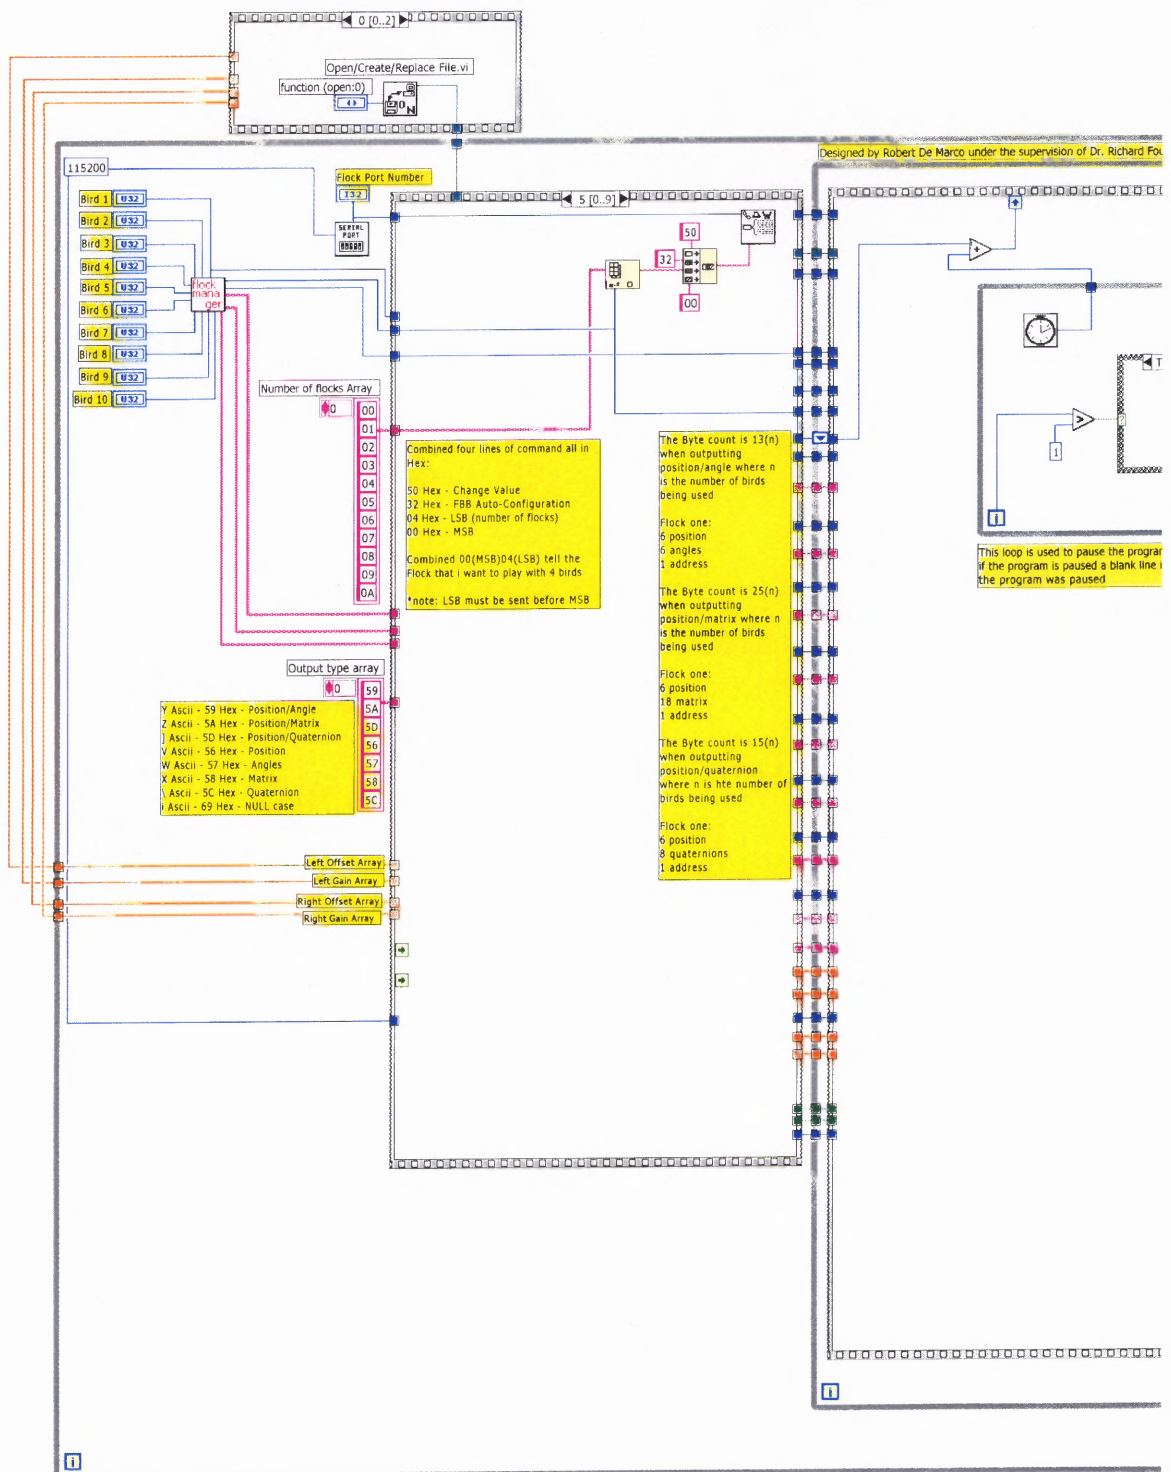 0 [0..2]
Open/Create/Replace File.vi
function (open:0)
O
N
Designed by Robert De Marco under the supervision of Dr. Richard
115200
Flock Port Number
I32
5 [0..9]
SERIAL
PORT
Bird 1 U32
Bird 2 U32
Bird 3 U32
Bird 4 U32
Bird 5 U32
Bird 6 U32
Bird 7 U32
Bird 8 U32
Bird 9 U32
Bird 10 U32
flock
mana
ger
50
32
00
T
1
i
This loop is used to pause the
if the program is paused a blank line
the program was paused
Number of flocks Array
0
00
01
02
03
04
05
06
07
08
09
0A
Combined four lines of command all in
Hex:
50 Hex - Change Value
32 Hex - FBB Auto-Configuration
04 Hex - LSB (number of flocks)
00 Hex - MSB
Combined 00(MSB)04(LSB) tell the
Flock that i want to play with 4 birds
*note: LSB must be sent before MSB
The Byte count is 13(n)
when outputting
position/angle where n
is the number of birds
being used
Flock one:
6 position
6 angles
1 address
The Byte count is 25(n)
when outputting
position/matrix where n
is the number of birds
being used
Flock one:
6 position
18 matrix
1 address
The Byte count is 15(n)
when outputting
position/quaternion
where n is hte number of
birds being used
Flock one:
6 position
8 quaternions
1 address
Output type array
0
59
5A
5D
56
57
58
5C
Y Ascii - 59 Hex - Position/Angle
Z Ascii - 5A Hex - Position/Matrix
] Ascii - 5D Hex - Position/Quaternion
V Ascii - 56 Hex - Position
W Ascii - 57 Hex - Angles
X Ascii - 58 Hex - Matrix
\ Ascii - 5C Hex - Quaternion
i Ascii - 69 Hex - NULL case
Left Offset Array
Left Gain Array
Right Offset Array
Right Gain Array
i
i